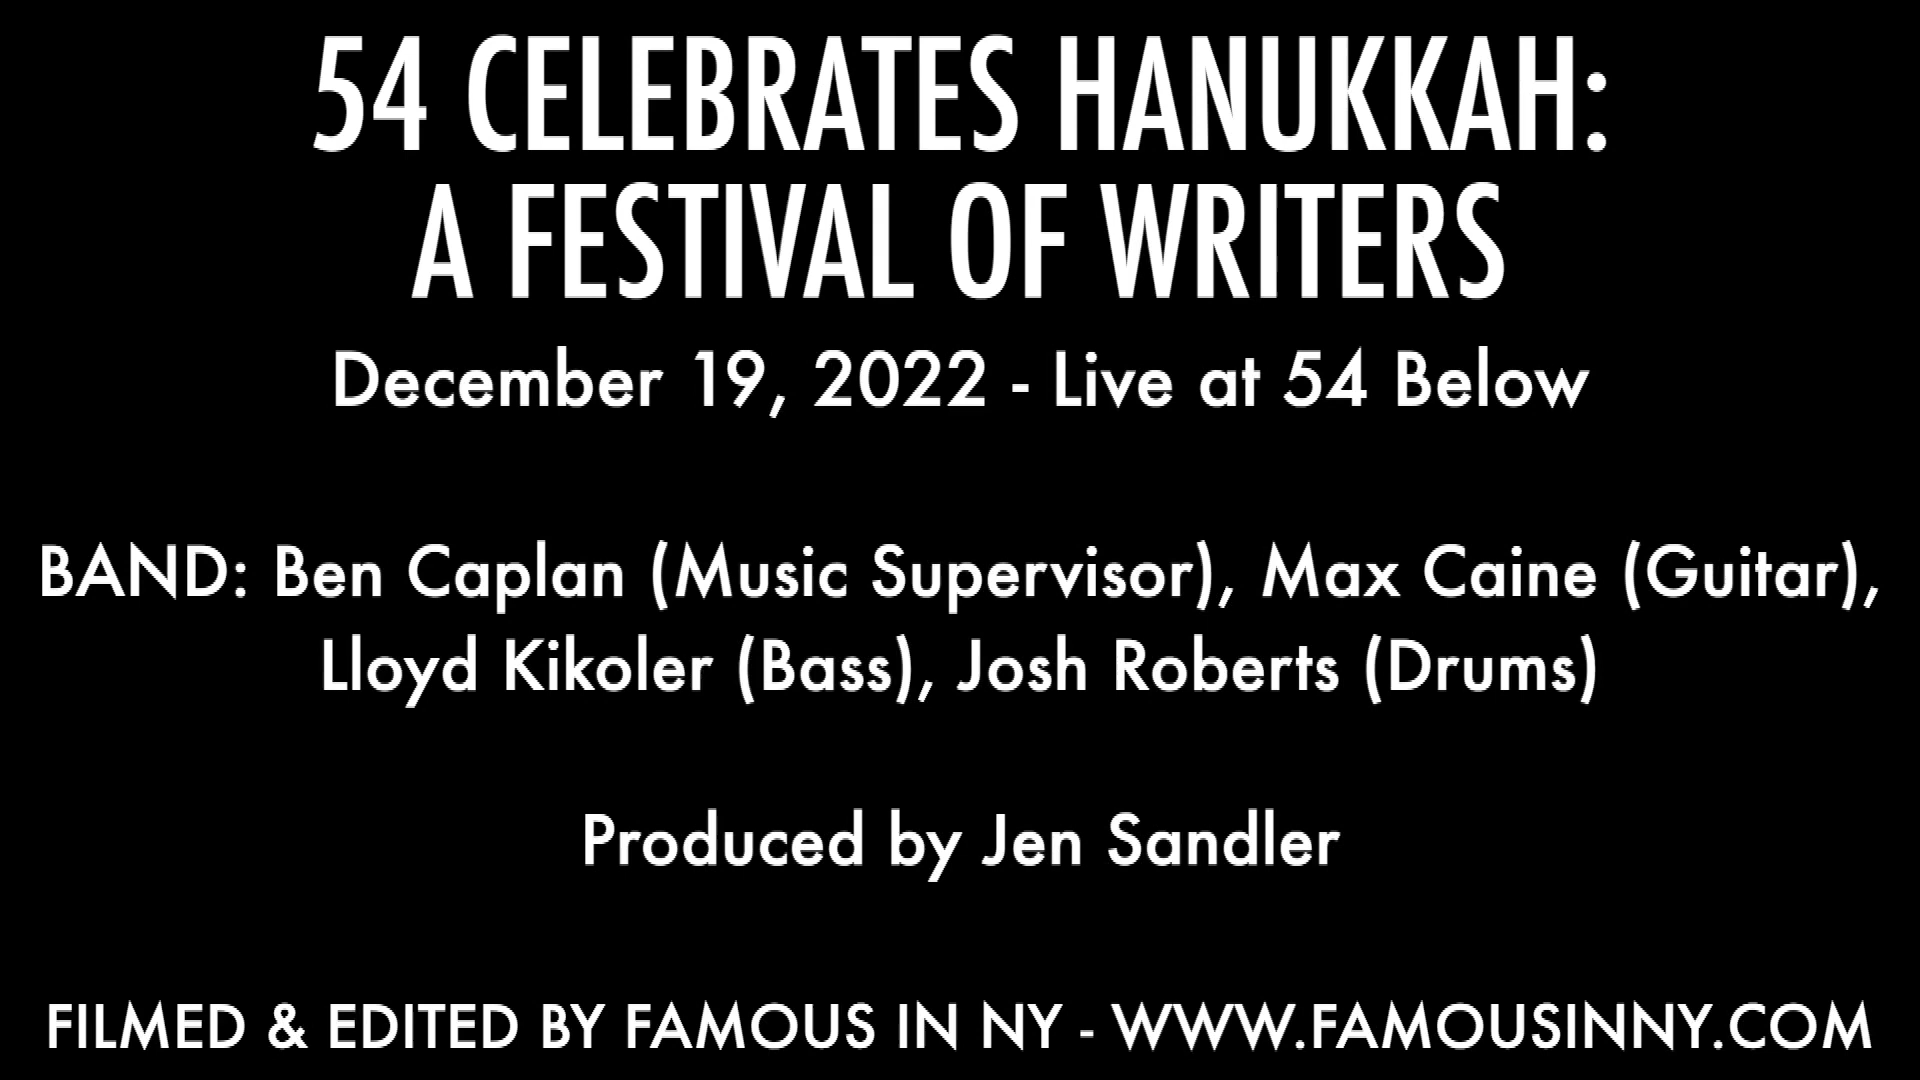 54 CELEBRATES HANUKKAH:
A FESTIVAL OF WRITERS
December 19, 2022 - Live at 54 Below
BAND: Ben Caplan (Music Supervisor), Max Caine (Guitar),
Lloyd Kikoler (Bass), Josh Roberts (Drums)
Produced by Jen Sandler
FILMED & EDITED BY FAMOUS IN NY - WWW.FAMOUSINNY.COM